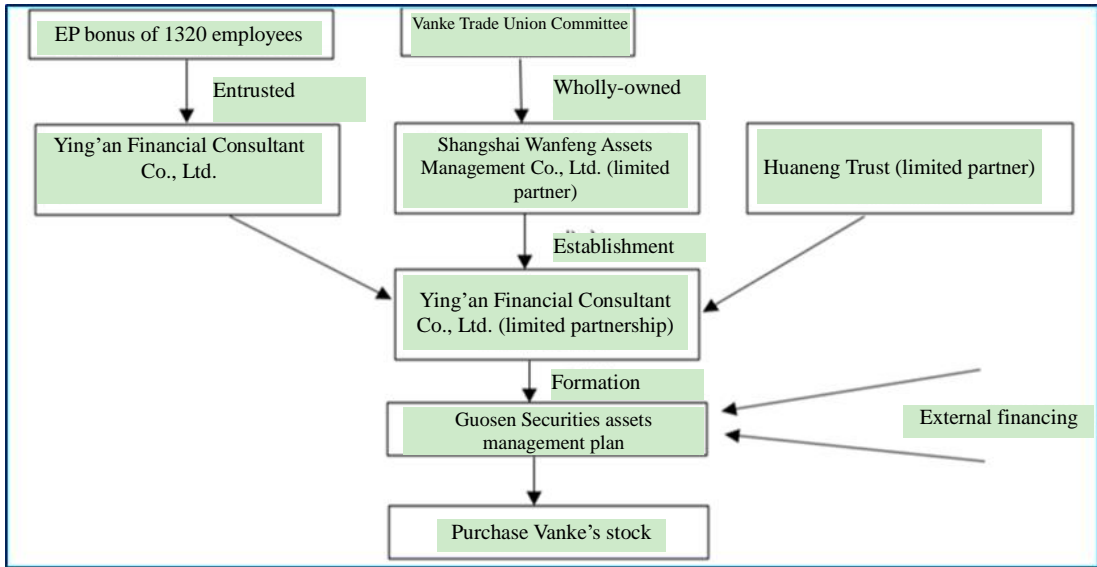 EP bonus of 1320 employees
Vanke Trade Union Committee
Entrusted
Wholly-owned
Ying’an Financial Consultant
Co., Ltd.
Shangshai Wanfeng Assets
Management Co., Ltd. (limited
partner)
Huaneng Trust (limited partner)
Establishment
Ying’an Financial Consultant
Co., Ltd. (limited partnership)
Formation
Guosen Securities assets
management plan
External financing
Purchase Vanke’s stock